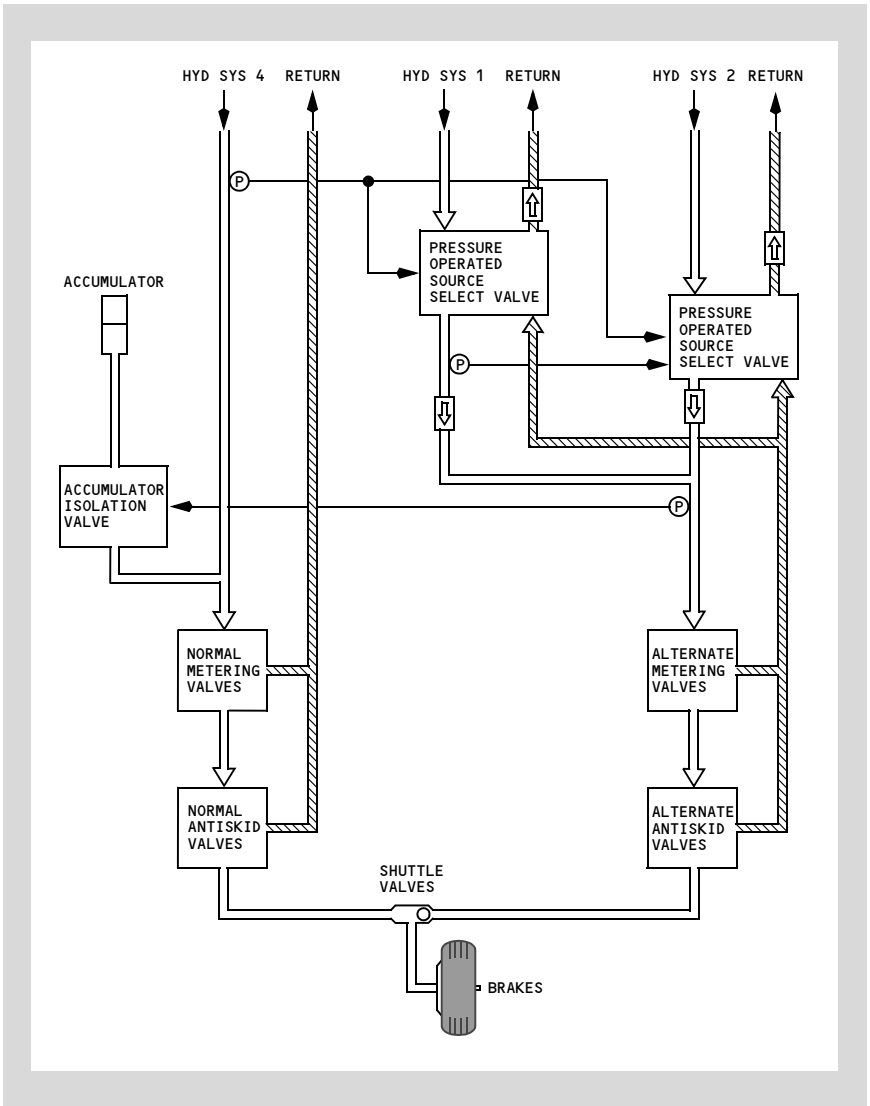 HYD SYS 4 RETURN HYD SYS 1 RETURN HYD SYS 2 RETURN
P
PRESSURE
OPERATED
SOURCE
SELECT VALVE
ACCUMULATOR
PRESSURE
OPERATED
SOURCE
SELECT VALVE
P
ACCUMULATOR
ISOLATION
VALVE
P
NORMAL
METERING
VALVES
ALTERNATE
METERING
VALVES
NORMAL
ANTISKID
VALVES
ALTERNATE
ANTISKID
VALVES
SHUTTLE
VALVES
BRAKES